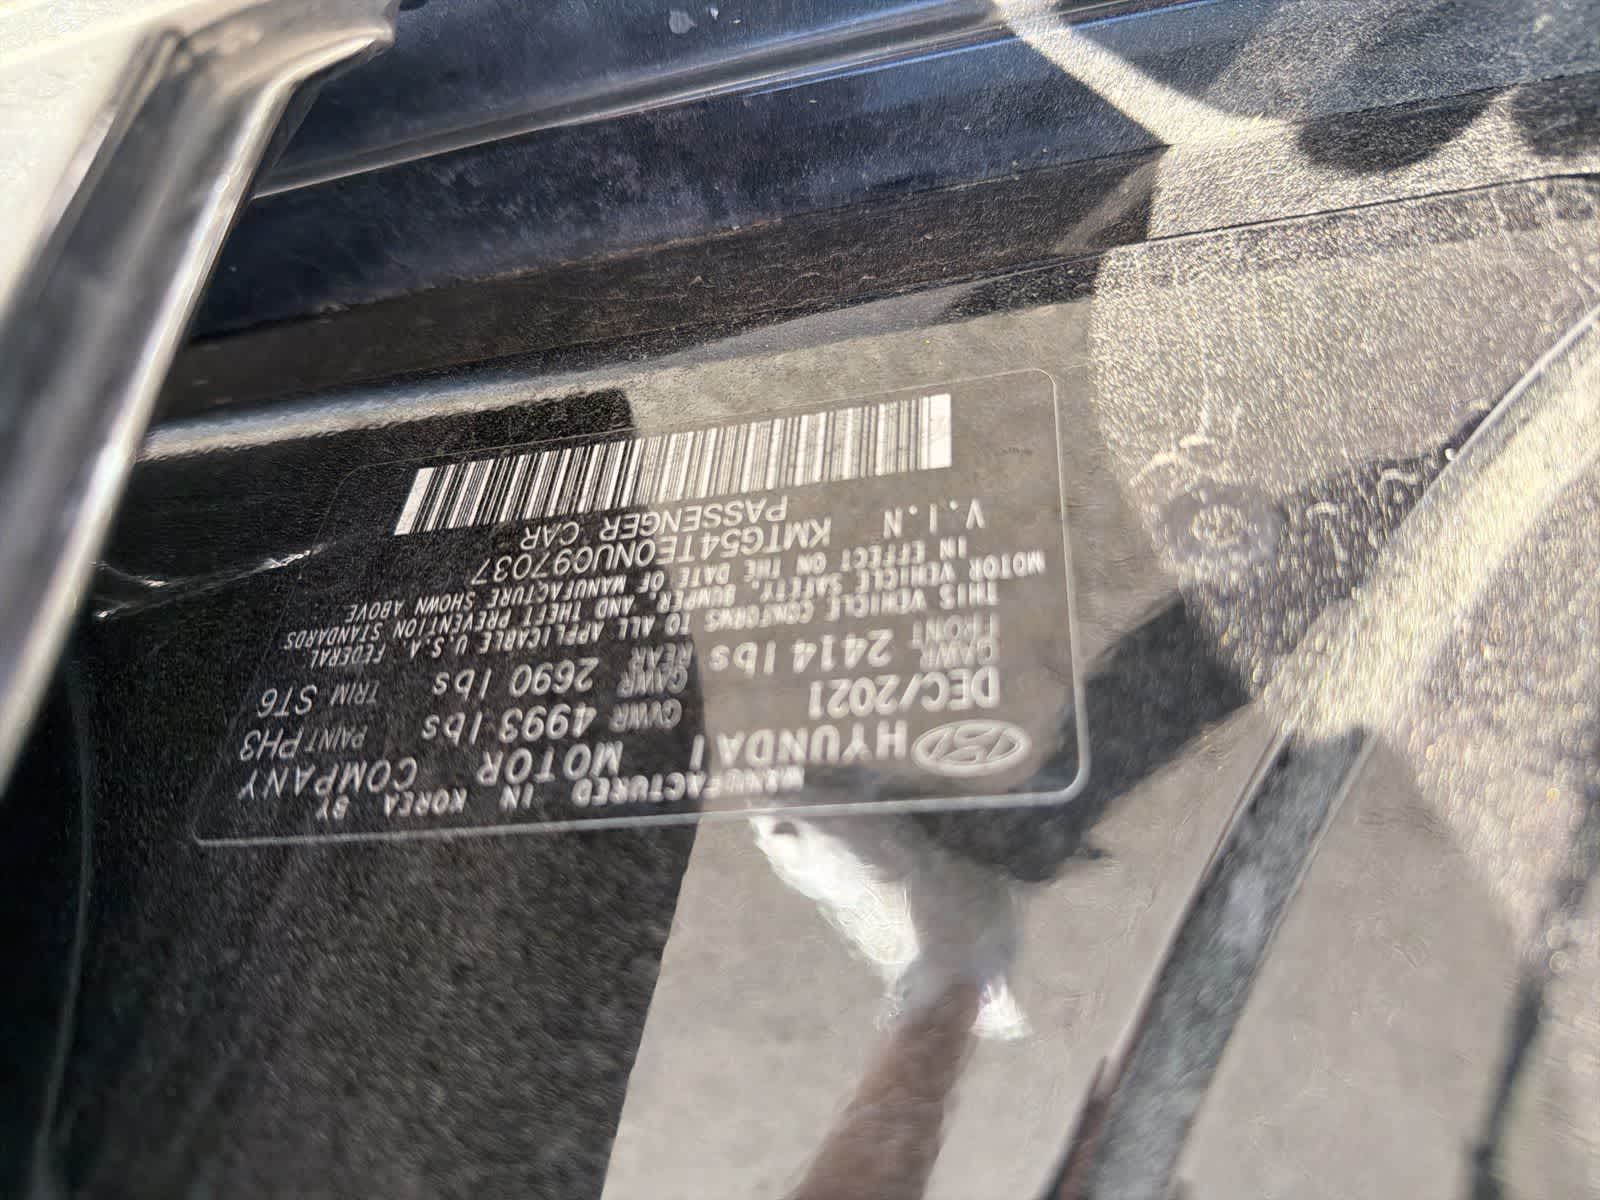 MANUFACTURED IN KOREA BY
HYUNDAI MOTOR COMPANY
DEC/2021 GVWR 4993 lbs PAINT PH3
GAWR FRONT 2414 lbs GAWR REAR 2690 lbs TRIM ST6
THIS VEHICLE CONFORMS TO ALL APPLICABLE U.S.A. FEDERAL
MOTOR VEHICLE SAFETY, BUMPER, AND THEFT PREVENTION STANDARDS
IN EFFECT ON THE DATE OF MANUFACTURE SHOWN ABOVE
V.I.N KMTG54TE0NU097037
PASSENGER CAR